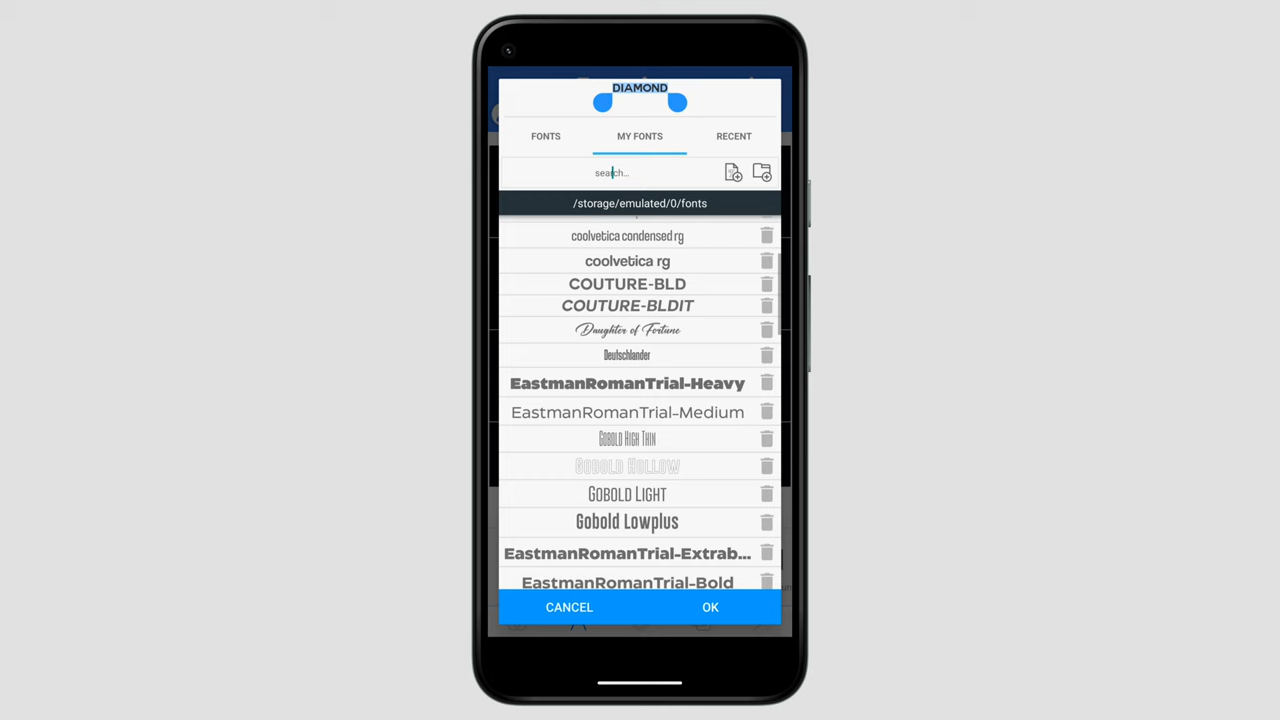 DIAMOND
FONTS MY FONTS RECENT
search...
/storage/emulated/0/fonts
coolvetica condensed rg
coolvetica rg
COUTURE-BLD
COUTURE-BLDIT
Daughter of Fortune
Deutschlander
EastmanRomanTrial-Heavy
EastmanRomanTrial-Medium
Gobold High Thin
Gobold Hollow
Gobold Light
Gobold Lowplus
EastmanRomanTrial-Extrab...
EastmanRomanTrial-Bold
CANCEL OK